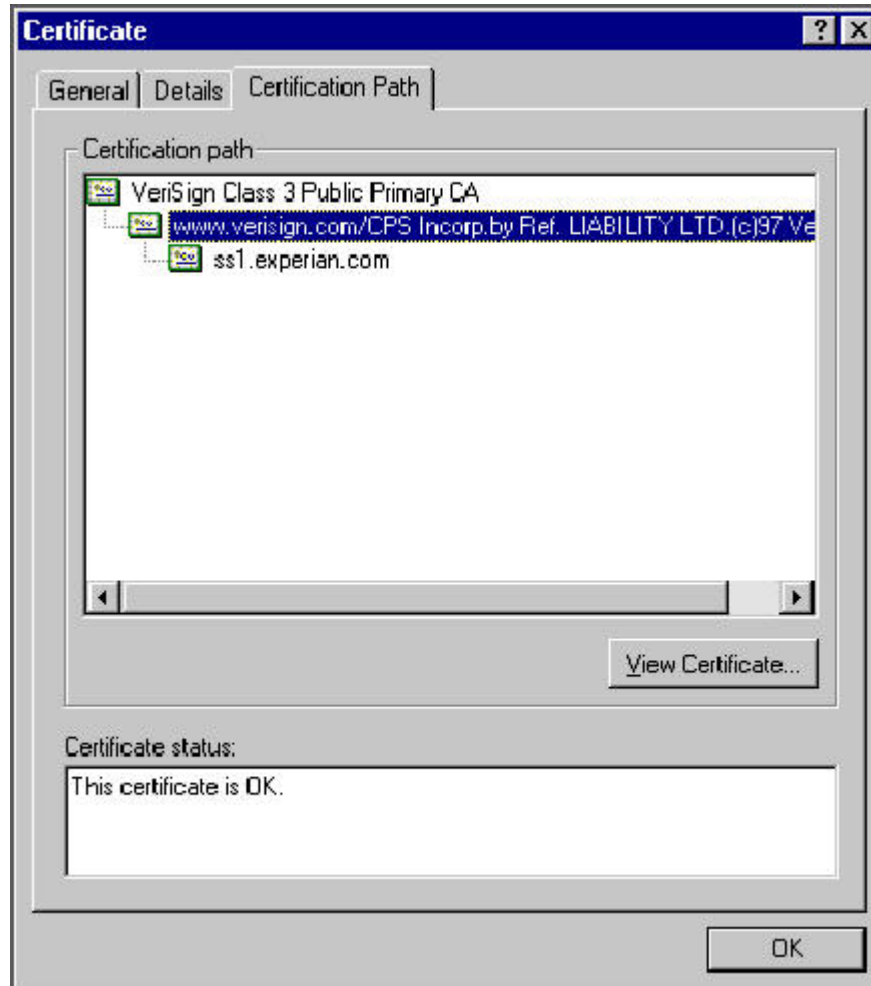 Certificate
General Details Certification Path
Certification path
VeriSign Class 3 Public Primary CA
www.verisign.com/CPS Incorp.by Ref. LIABILITY LTD.(c)97 Ve
ss1.experian.com
View Certificate...
Certificate status:
This certificate is OK.
OK